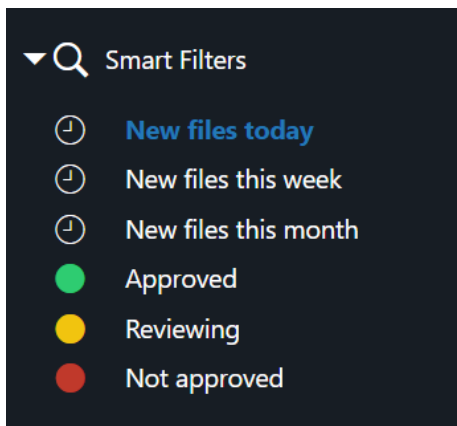 Smart Filters
New files today
New files this week
New files this month
Approved
Reviewing
Not approved